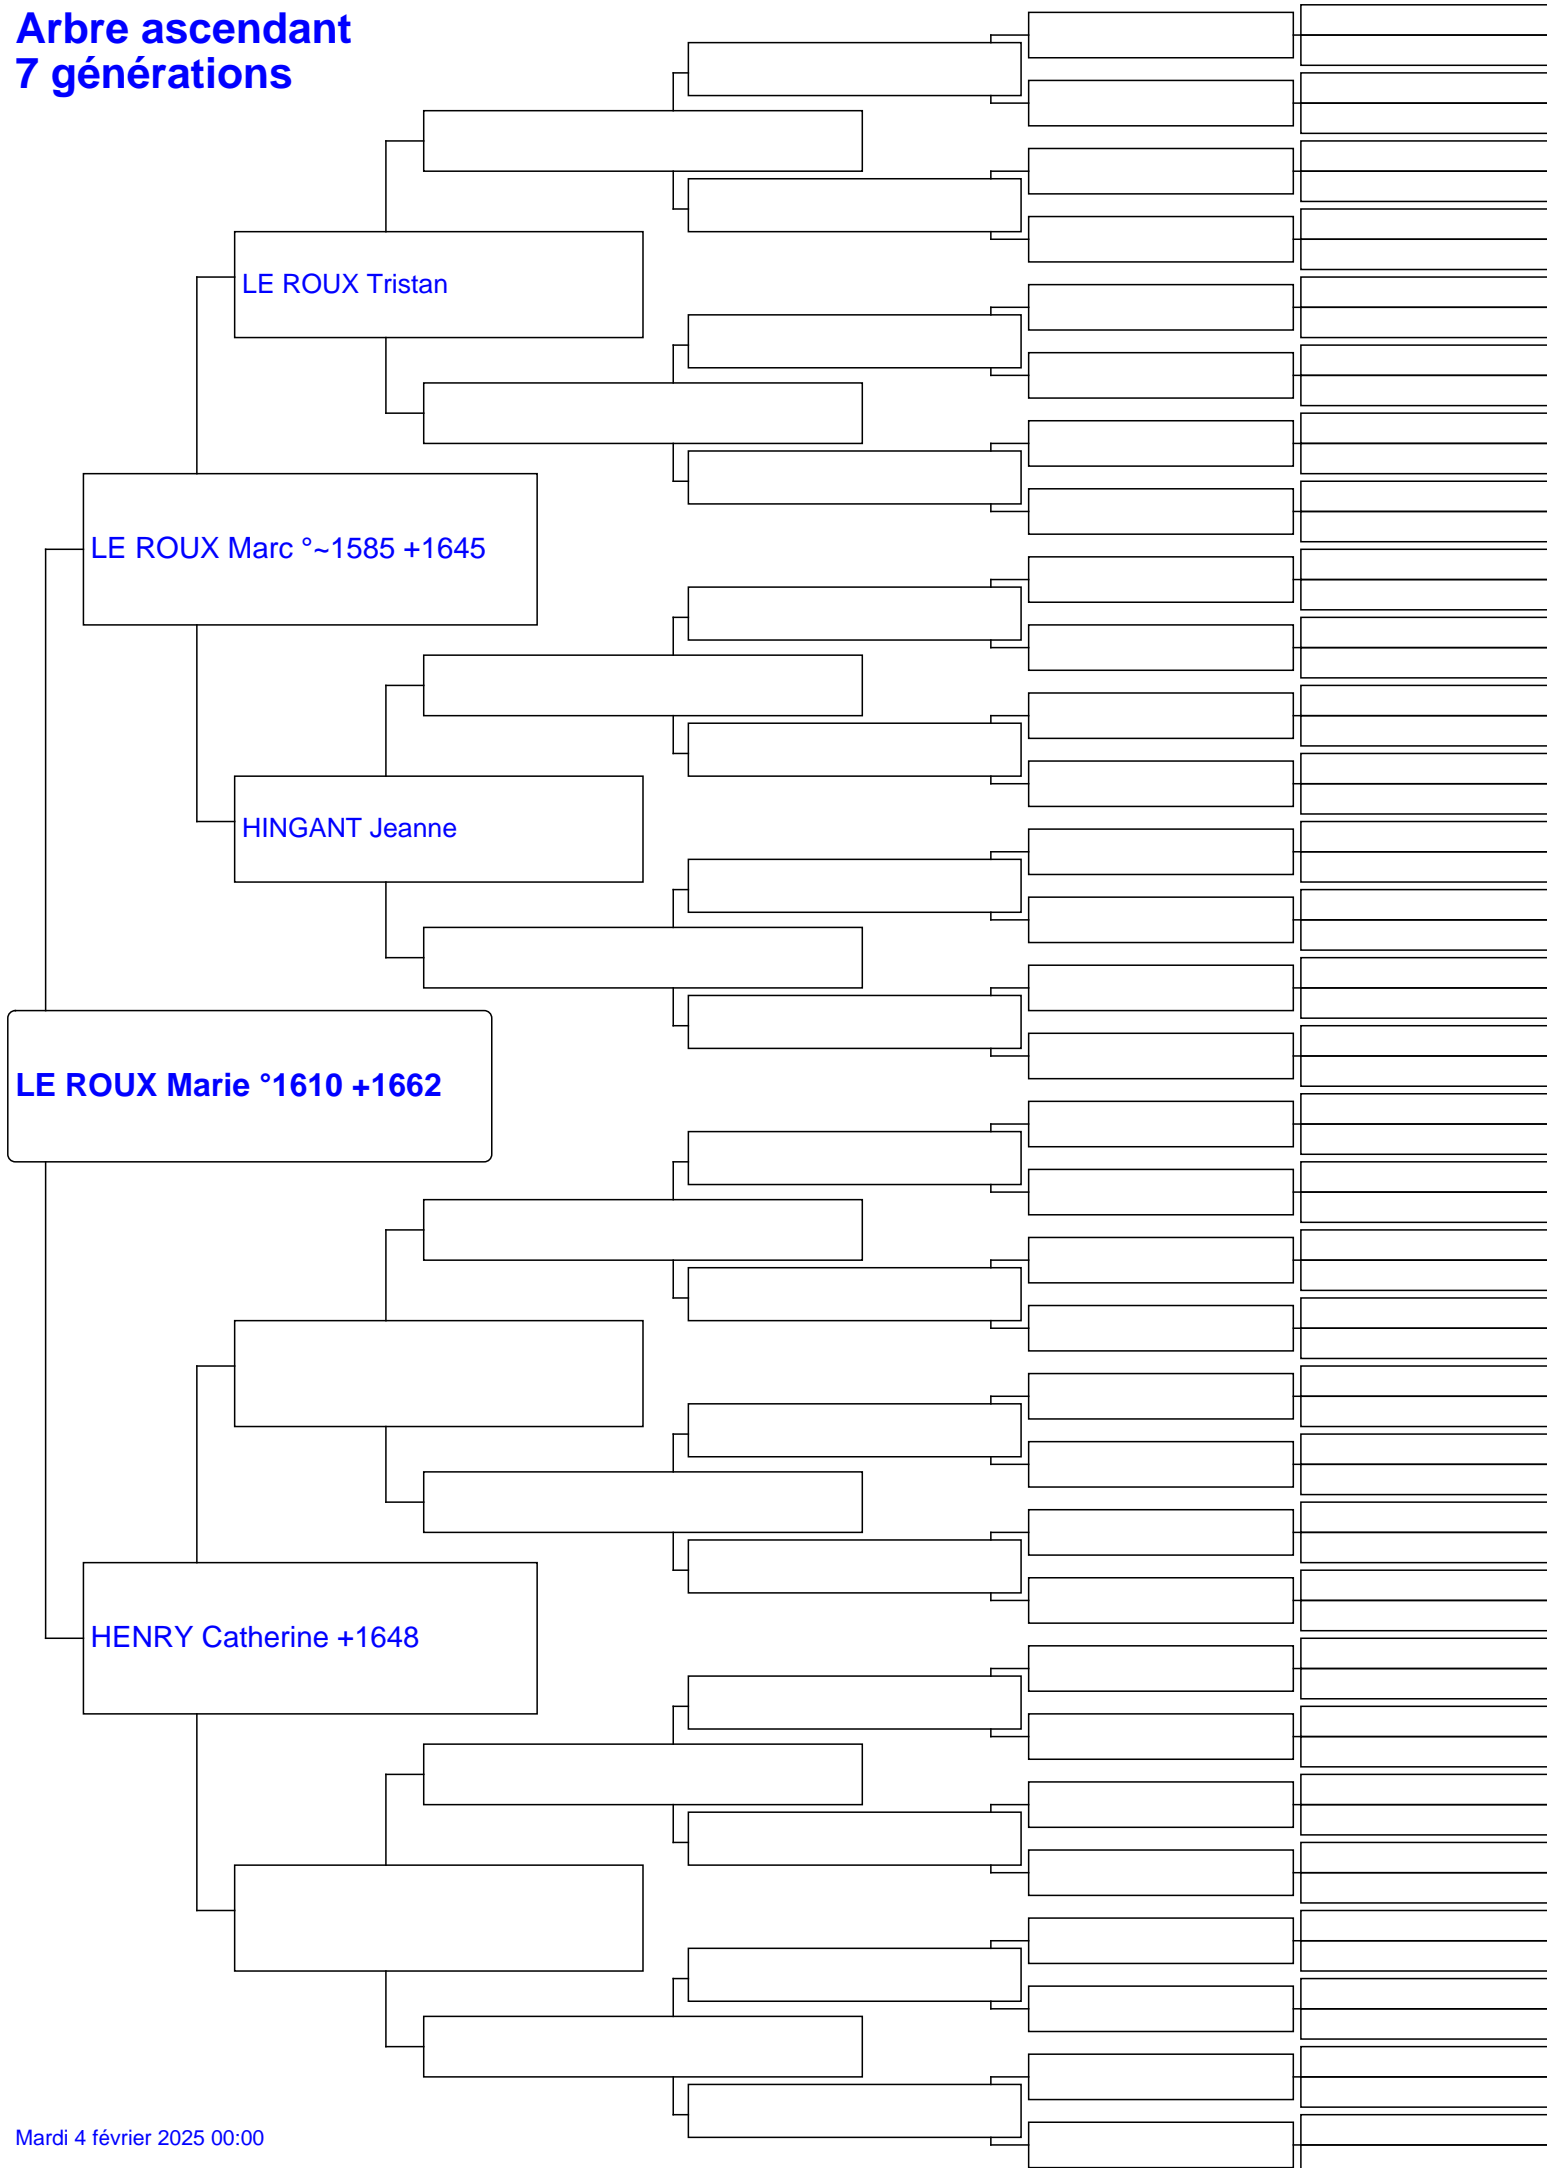 Arbre ascendant
7 générations
LE ROUX Tristan
LE ROUX Marc °~1585 +1645
HINGANT Jeanne
LE ROUX Marie °1610 +1662
HENRY Catherine +1648
Mardi 4 février 2025 00:00